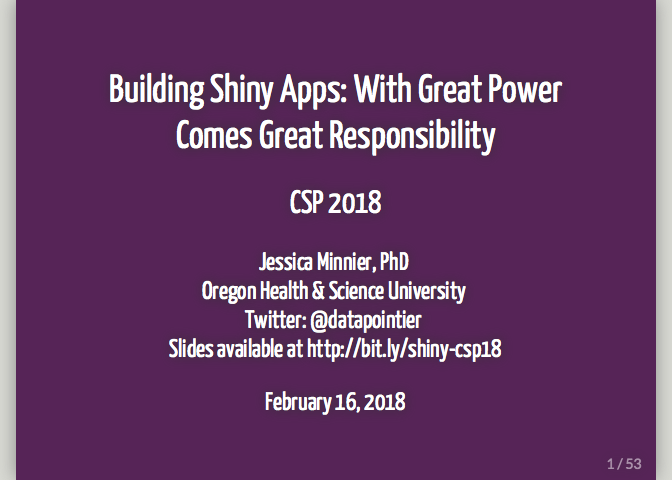 Building Shiny Apps: With Great Power
Comes Great Responsibility
CSP 2018
Jessica Minnier, PhD
Oregon Health & Science University
Twitter: @datapointier
Slides available at http://bit.ly/shiny-csp18
February 16, 2018
1 / 53